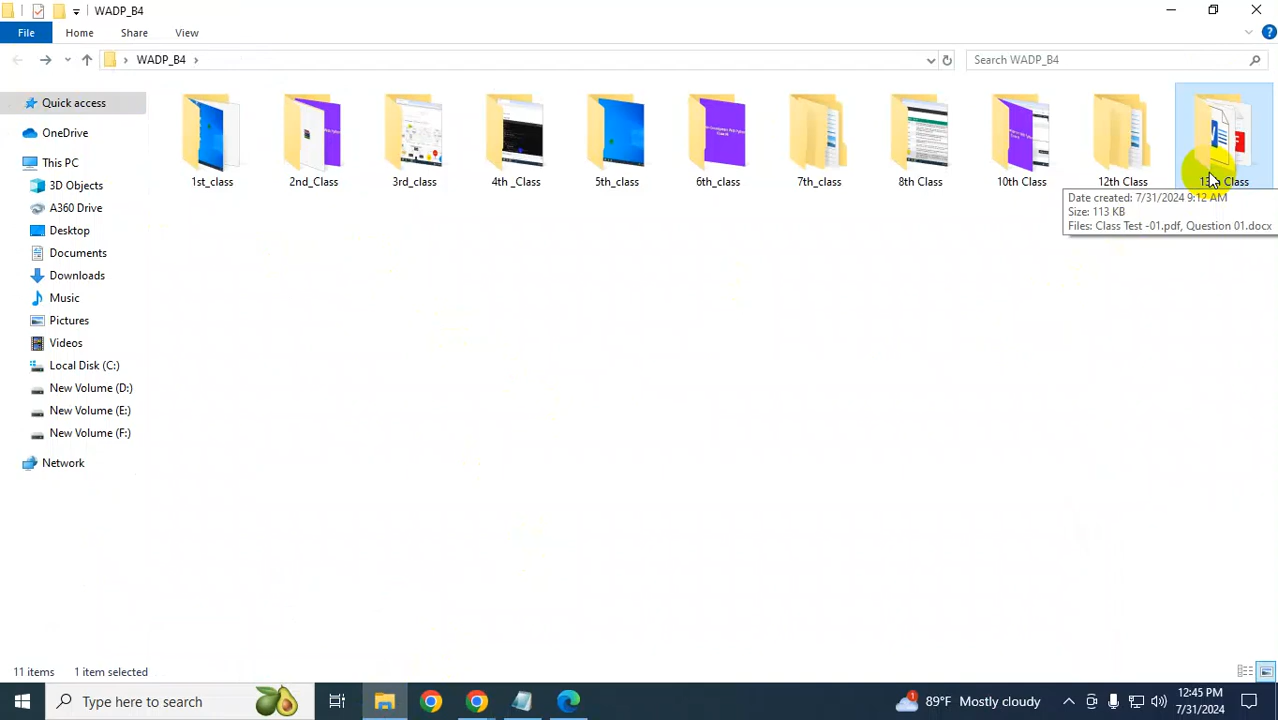 WADP_B4
File
Home
Share
View
WADP_B4
Search WADP_B4
Quick access
OneDrive
This PC
3D Objects
A360 Drive
Desktop
Documents
Downloads
Music
Pictures
Videos
Local Disk (C:)
New Volume (D:)
New Volume (E:)
New Volume (F:)
Network
1st_class
2nd_Class
3rd_class
4th _Class
5th_class
6th_class
7th_class
8th Class
10th Class
12th Class
13th Class
Date created: 7/31/2024 9:12 AM
Size: 113 KB
Files: Class Test -01.pdf, Question 01.docx
11 items
1 item selected
Type here to search
89°F Mostly cloudy
12:45 PM
7/31/2024